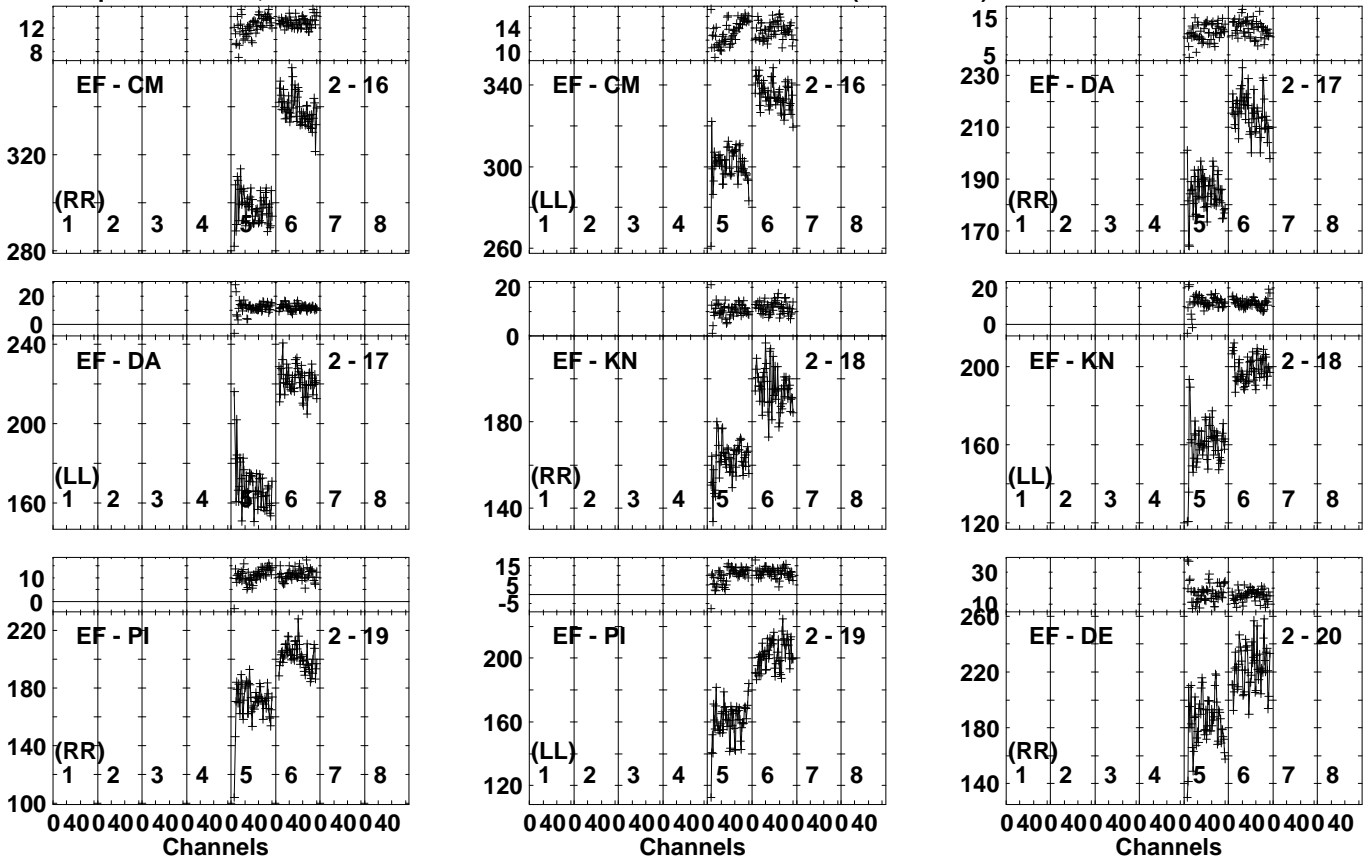 12
8
EF - CM 2 - 16
320
(RR)
1 2 3 4 5 6 7 8
280
14
10
340
EF - CM 2 - 16
300
(LL)
1 2 3 4 5 6 7 8
260
15
5
230
EF - DA 2 - 17
210
190
(RR)
1 2 3 4 5 6 7 8
170
20
0
240
EF - DA 2 - 17
200
(LL)
1 2 3 4 5 6 7 8
160
20
0
EF - KN 2 - 18
180
(RR)
1 2 3 4 5 6 7 8
140
20
0
EF - KN 2 - 18
200
160
(LL)
1 2 3 4 5 6 7 8
120
10
0
220
EF - PI 2 - 19
180
140
(RR)
1 2 3 4 5 6 7 8
100
0 40 0 40 0 40 0 40 0 40 0 40 0 40 0 40
Channels
15
5
-5
EF - PI 2 - 19
200
160
(LL)
1 2 3 4 5 6 7 8
120
0 40 0 40 0 40 0 40 0 40 0 40 0 40 0 40
Channels
30
10
260
EF - DE 2 - 20
220
180
(RR)
1 2 3 4 5 6 7 8
140
0 40 0 40 0 40 0 40 0 40 0 40 0 40 0 40
Channels